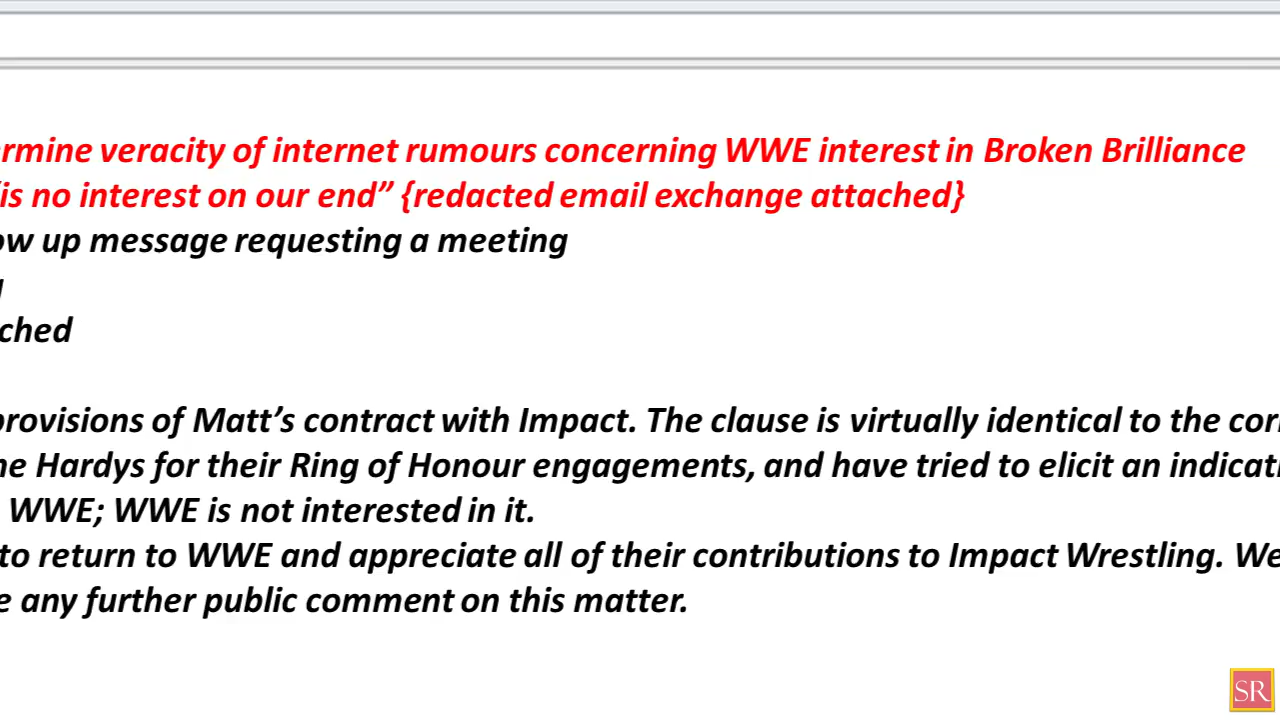 ermine veracity of internet rumours concerning WWE interest in Broken Brilliance
is no interest on our end” {redacted email exchange attached}
ow up message requesting a meeting
ched
provisions of Matt’s contract with Impact. The clause is virtually identical to the cor
he Hardys for their Ring of Honour engagements, and have tried to elicit an indicati
WWE; WWE is not interested in it.
to return to WWE and appreciate all of their contributions to Impact Wrestling. We
e any further public comment on this matter.
SR